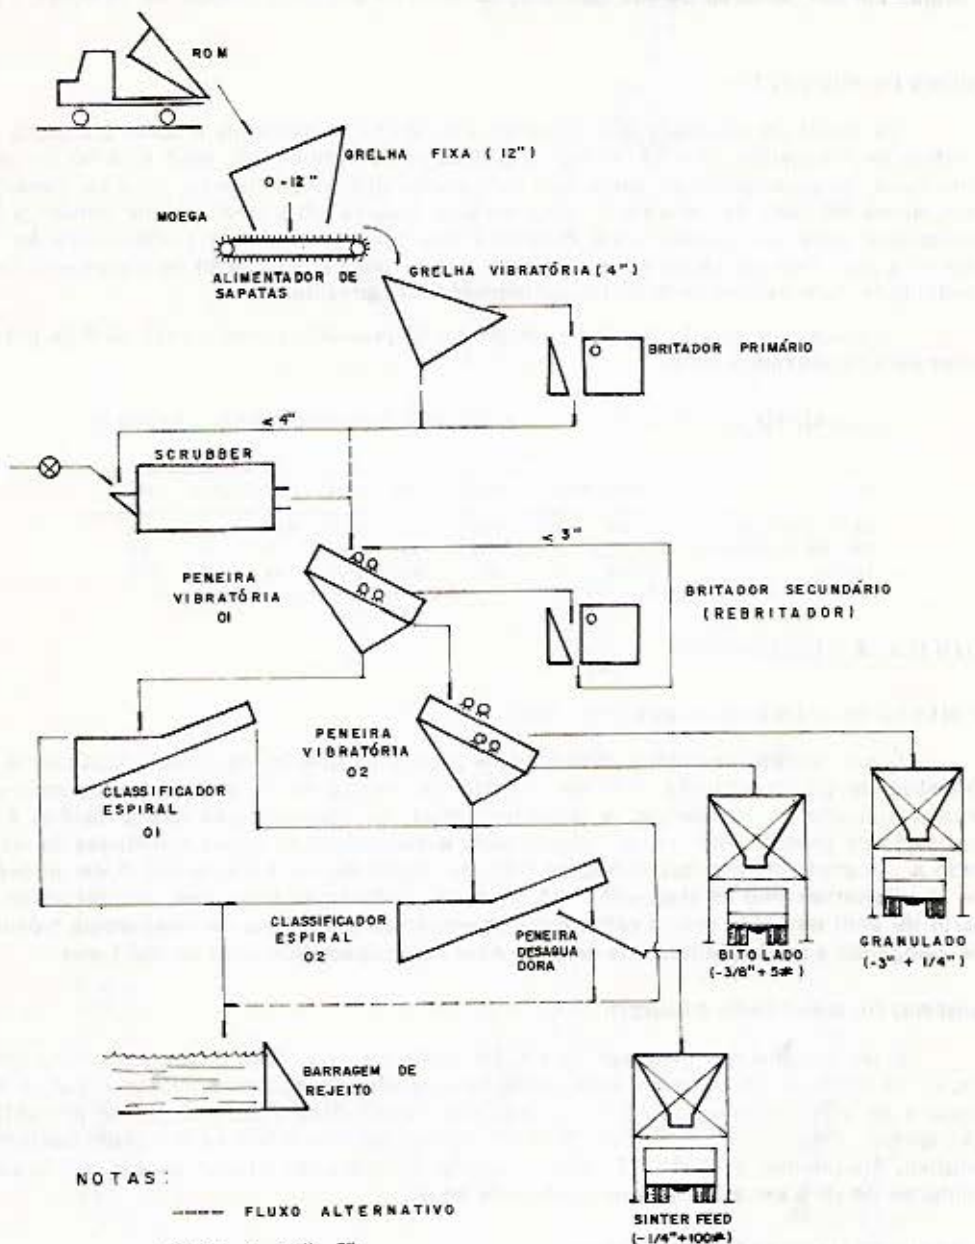 ROM
GRELHA FIXA (12")
0-12"
MOEGA
ALIMENTADOR DE
SAPATAS
GRELHA VIBRATÓRIA (4")
BRITADOR PRIMÁRIO
< 4"
SCRUBBER
< 3"
PENEIRA
VIBRATÓRIA
01
BRITADOR SECUNDÁRIO
(REBRITADOR)
PENEIRA
VIBRATÓRIA
02
CLASSIFICADOR
ESPIRAL
01
CLASSIFICADOR
ESPIRAL
02
PENEIRA
DESAGUA
DORA
BITOLADO
(-3/8" + 5#)
GRANULADO
(-3" + 1/4")
BARRAGEM DE
REJEITO
NOTAS:
FLUXO ALTERNATIVO
SINTER FEED
(-1/4"+100#)